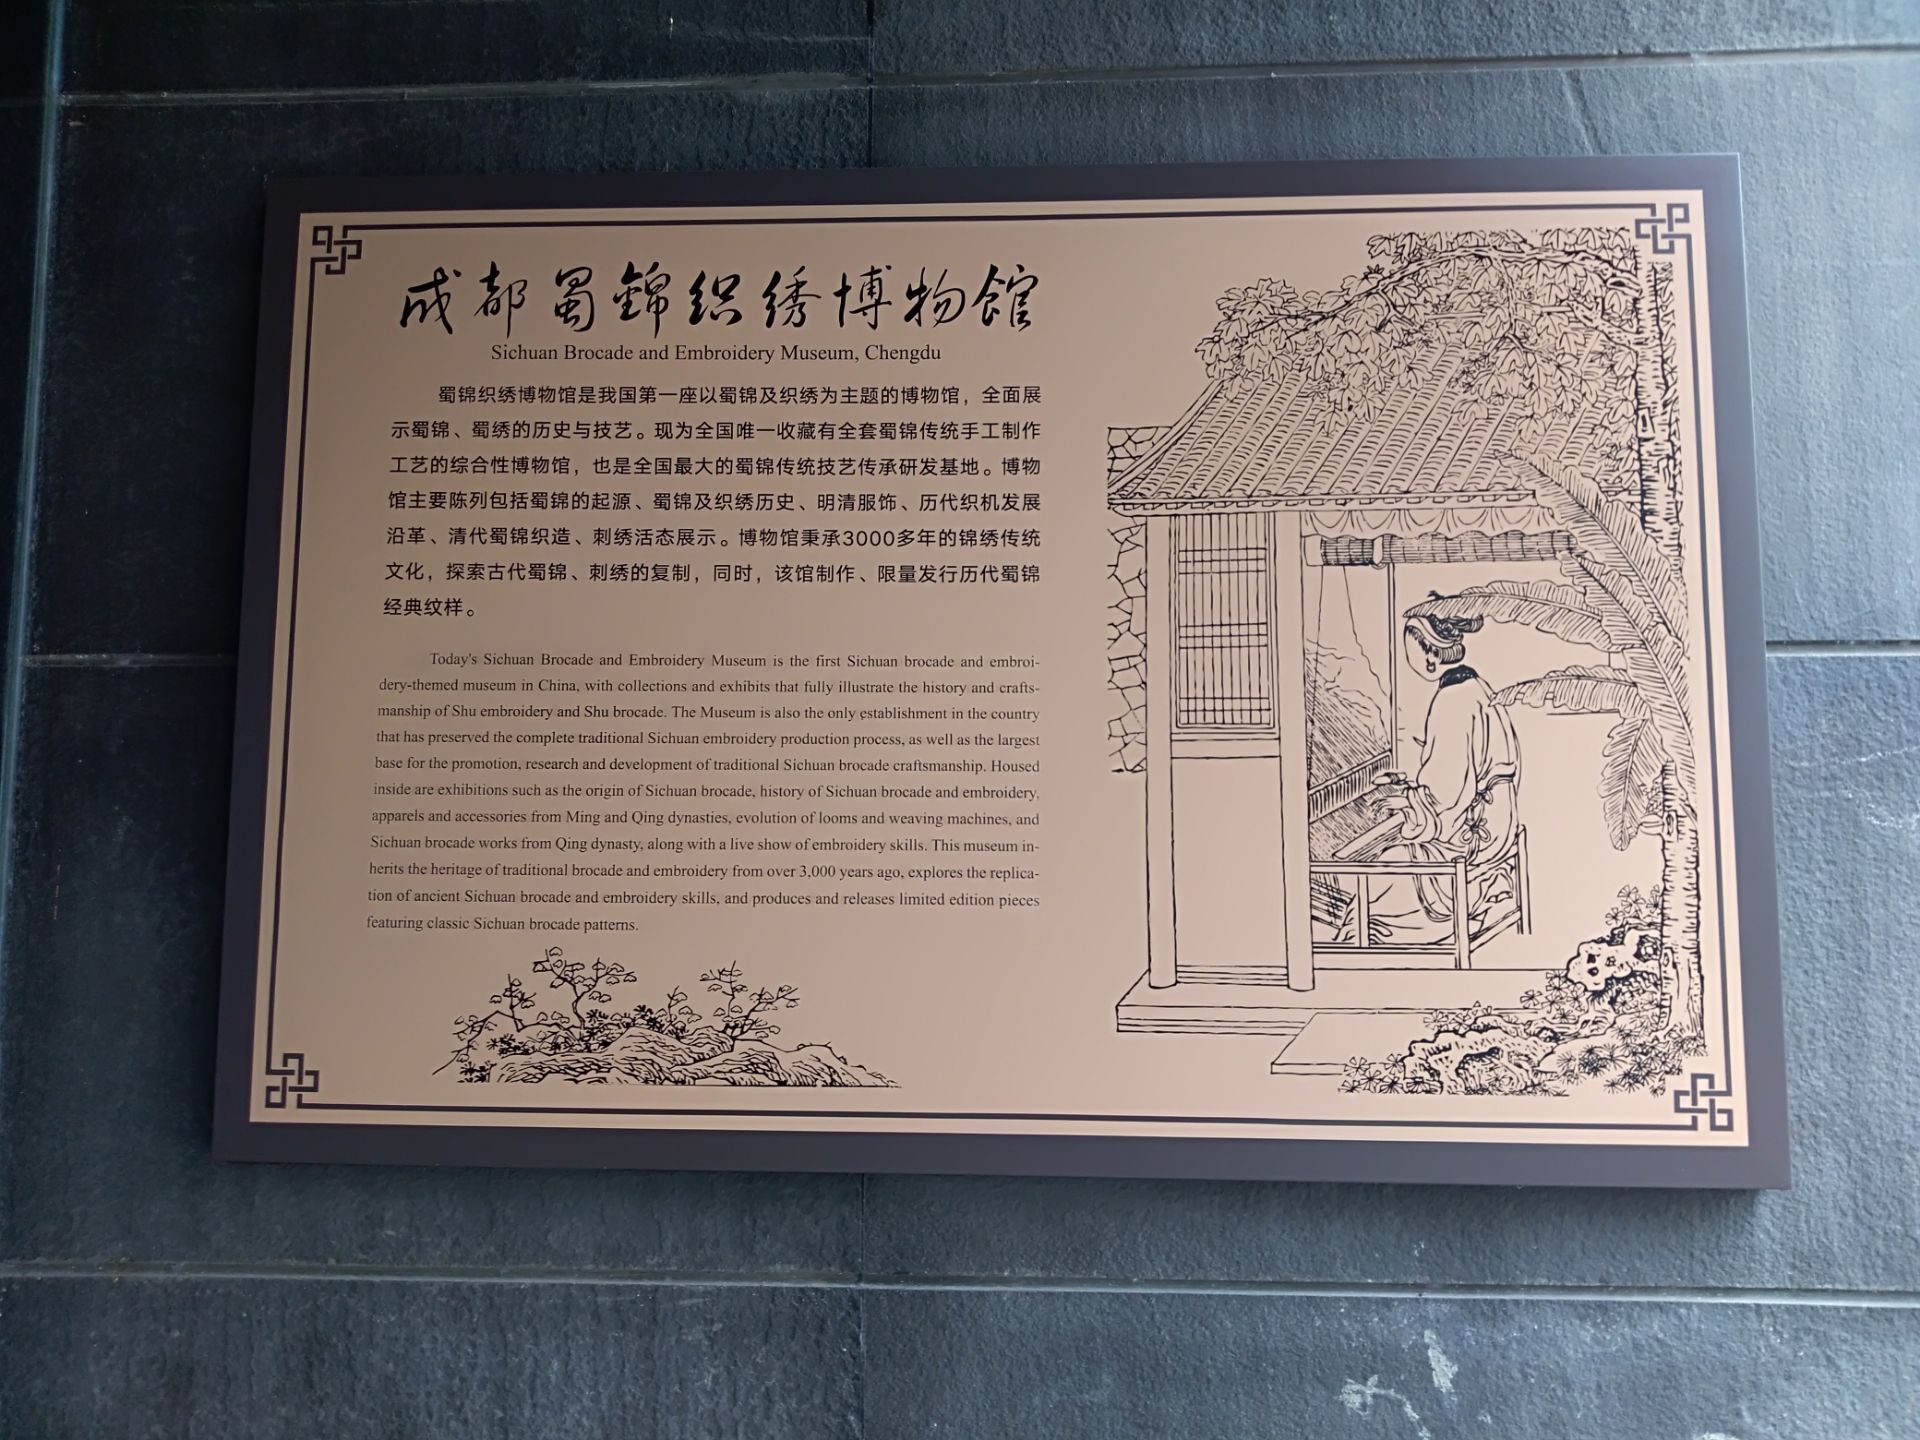 成都蜀錦织绣博物馆
Sichuan Brocade and Embroidery Museum, Chengdu
蜀锦织绣博物馆是我国第一座以蜀锦及织绣为主题的博物馆，全面展
示蜀锦、蜀绣的历史与技艺。现为全国唯一收藏有全套蜀锦传统手工制作
工艺的综合性博物馆，也是全国最大的蜀锦传统技艺传承研发基地。博物
馆主要陈列包括蜀锦的起源、蜀锦及织绣历史、明清服饰、历代织机发展
沿革、清代蜀锦织造、刺绣活态展示。博物馆秉承3000多年的锦绣传统
文化，探索古代蜀锦、刺绣的复制，同时，该馆制作、限量发行历代蜀锦
经典纹样。
Today's Sichuan Brocade and Embroidery Museum is the first Sichuan brocade and embroi-
dery-themed museum in China, with collections and exhibits that fully illustrate the history and crafts-
manship of Shu embroidery and Shu brocade. The Museum is also the only establishment in the country
that has preserved the complete traditional Sichuan embroidery production process, as well as the largest
base for the promotion, research and development of traditional Sichuan brocade craftsmanship. Housed
inside are exhibitions such as the origin of Sichuan brocade, history of Sichuan brocade and embroidery,
apparels and accessories from Ming and Qing dynasties, evolution of looms and weaving machines, and
Sichuan brocade works from Qing dynasty, along with a live show of embroidery skills. This museum in-
herits the heritage of traditional brocade and embroidery from over 3,000 years ago, explores the replica-
tion of ancient Sichuan brocade and embroidery skills, and produces and releases limited edition pieces
featuring classic Sichuan brocade patterns.